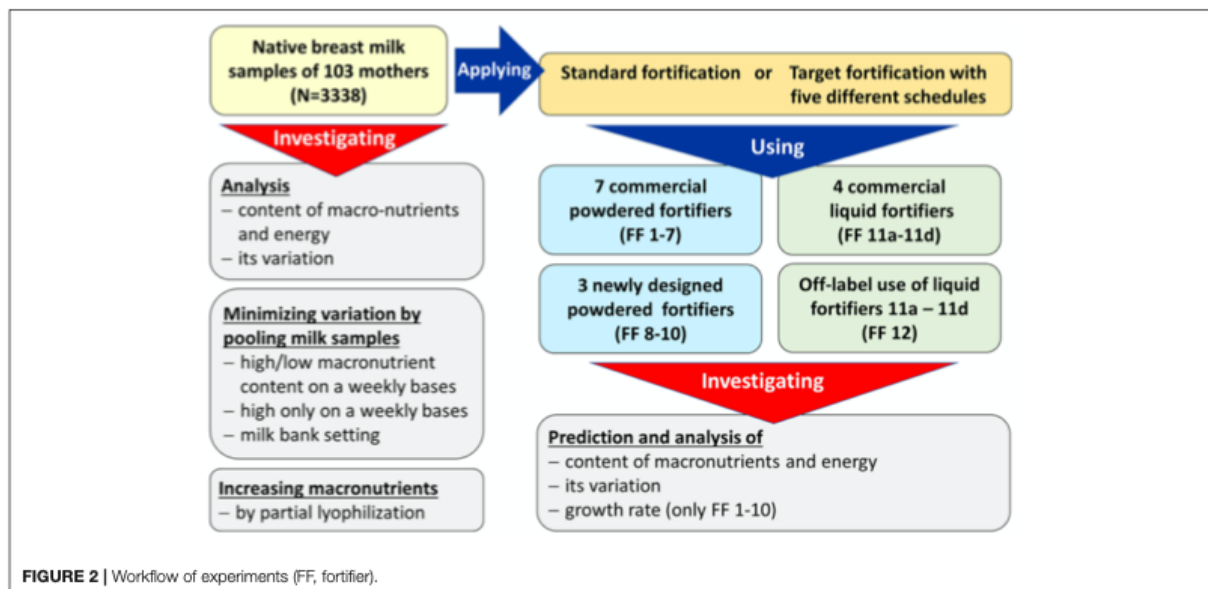 Native breast milk
samples of 103 mothers
(N=3338)
Applying
Standard fortification or Target fortification with
five different schedules
Investigating
Analysis
– content of macro-nutrients
and energy
– its variation
Minimizing variation by
pooling milk samples
– high/low macronutrient
content on a weekly bases
– high only on a weekly bases
– milk bank setting
Increasing macronutrients
– by partial lyophilization
Using
7 commercial
powdered fortifiers
(FF 1-7)
4 commercial
liquid fortifiers
(FF 11a-11d)
3 newly designed
powdered fortifiers
(FF 8-10)
Off-label use of liquid
fortifiers 11a – 11d
(FF 12)
Investigating
Prediction and analysis of
– content of macronutrients and energy
– its variation
– growth rate (only FF 1-10)
FIGURE 2 | Workflow of experiments (FF, fortifier).